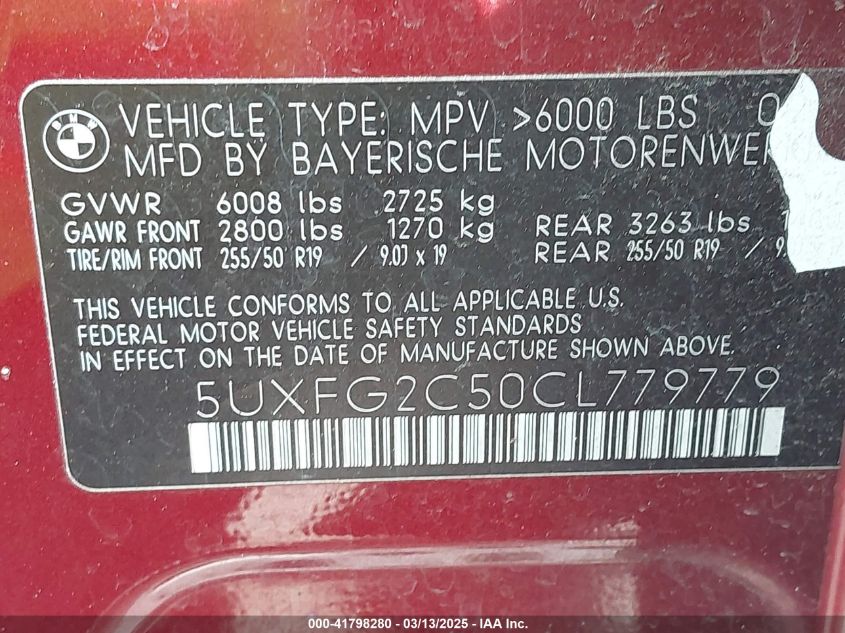 BMW
VEHICLE TYPE: MPV >6000 LBS
MFD BY BAYERISCHE
GVWR 6008 lbs 2725 kg
GAWR FRONT 2800 lbs 1270 kg REAR 3263 lbs
TIRE/RIM FRONT 255/50 R19 / 9.0J x 19 REAR 255/50 R19 /
THIS VEHICLE CONFORMS TO ALL APPLICABLE U.S.
FEDERAL MOTOR VEHICLE SAFETY STANDARDS
IN EFFECT ON THE DATE OF MANUFACTURE SHOWN ABOVE.
5UXFG2C50CL779779
000-41798280 - 03/13/2025 - IAA Inc.